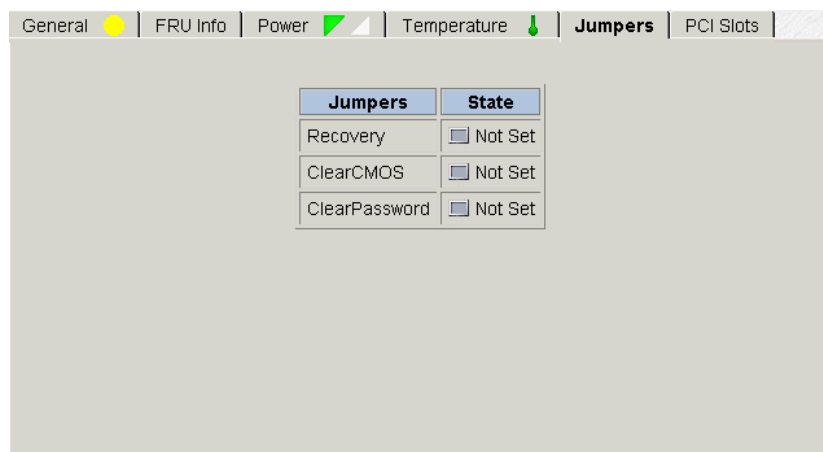 General FRU Info Power Temperature Jumpers PCI Slots
Jumpers State
Recovery Not Set
ClearCMOS Not Set
ClearPassword Not Set